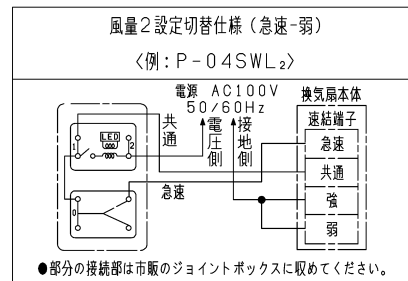 風量2設定切替仕様(急速-弱)
〈例:P-04SWL₂〉
電源 AC100V
50/60Hz
換気扇本体
速結端子
共通
電圧側
接地側
LED
1
2
急速
共通
強
弱
急速
0
●部分の接続部は市販のジョイントボックスに収めてください。